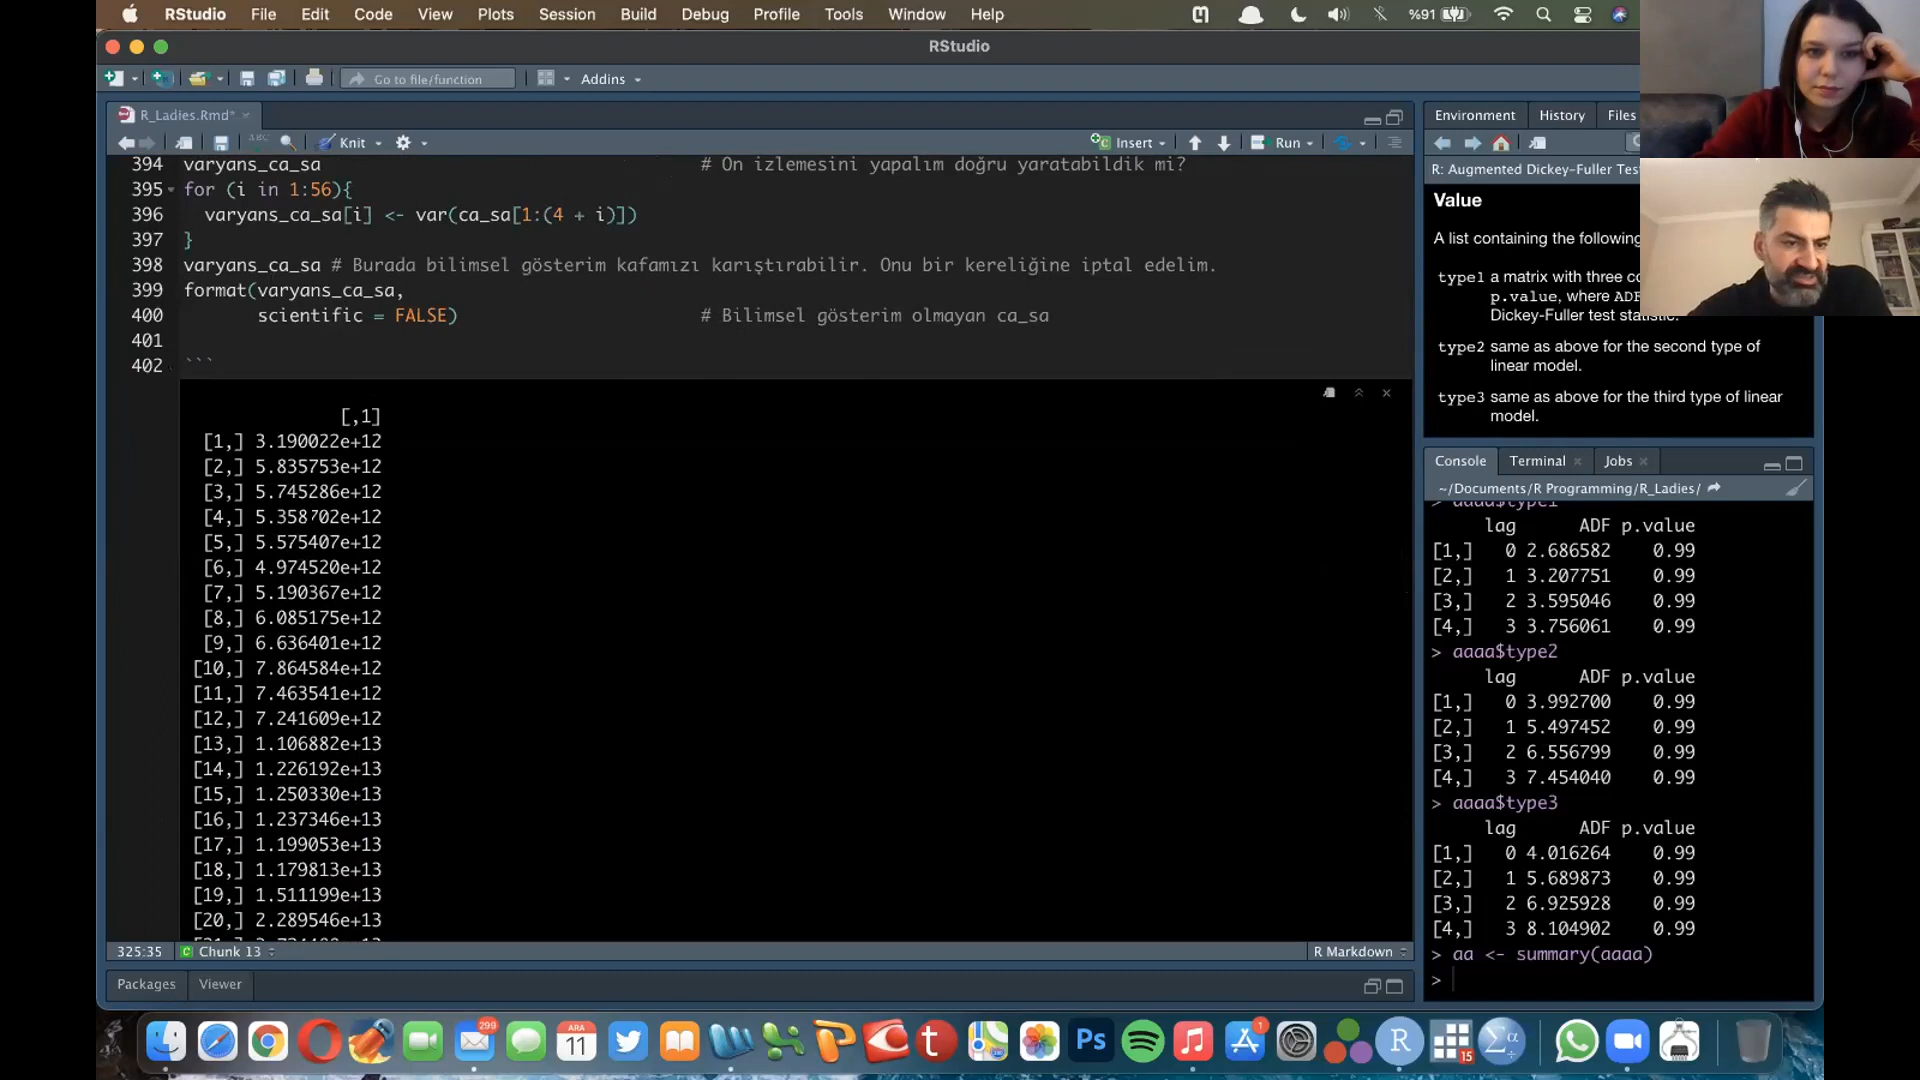 RStudio File Edit Code View Plots Session Build Debug Profile Tools Window Help %91
RStudio
Go to file/function Addins
R_Ladies.Rmd*
Knit Insert Run
394 varyans_ca_sa # Ön izlemesini yapalım doğru yaratabildik mi?
395 for (i in 1:56){
396 varyans_ca_sa[i] <- var(ca_sa[1:(4 + i)])
397 }
398 varyans_ca_sa # Burada bilimsel gösterim kafamızı karıştırabilir. Onu bir kereliğine iptal edelim.
399 format(varyans_ca_sa,
400 scientific = FALSE) # Bilimsel gösterim olmayan ca_sa
401
402 ```
[,1]
[1,] 3.190022e+12
[2,] 5.835753e+12
[3,] 5.745286e+12
[4,] 5.358702e+12
[5,] 5.575407e+12
[6,] 4.974520e+12
[7,] 5.190367e+12
[8,] 6.085175e+12
[9,] 6.636401e+12
[10,] 7.864584e+12
[11,] 7.463541e+12
[12,] 7.241609e+12
[13,] 1.106882e+13
[14,] 1.226192e+13
[15,] 1.250330e+13
[16,] 1.237346e+13
[17,] 1.199053e+13
[18,] 1.179813e+13
[19,] 1.511199e+13
[20,] 2.289546e+13
325:35 Chunk 13 R Markdown
Packages Viewer
Environment History Files
R: Augmented Dickey-Fuller Test
Value
A list containing the following
type1 a matrix with three
p.value, where ADF
Dickey-Fuller test statistic.
type2 same as above for the second type of
linear model.
type3 same as above for the third type of linear
model.
Console Terminal Jobs
~/Documents/R Programming/R_Ladies/
> aaaa$type1
lag ADF p.value
[1,] 0 2.686582 0.99
[2,] 1 3.207751 0.99
[3,] 2 3.595046 0.99
[4,] 3 3.756061 0.99
> aaaa$type2
lag ADF p.value
[1,] 0 3.992700 0.99
[2,] 1 5.497452 0.99
[3,] 2 6.556799 0.99
[4,] 3 7.454040 0.99
> aaaa$type3
lag ADF p.value
[1,] 0 4.016264 0.99
[2,] 1 5.689873 0.99
[3,] 2 6.925928 0.99
[4,] 3 8.104902 0.99
> aa <- summary(aaaa)
>
299
ARA
11
Ps
1
R
15
Σα